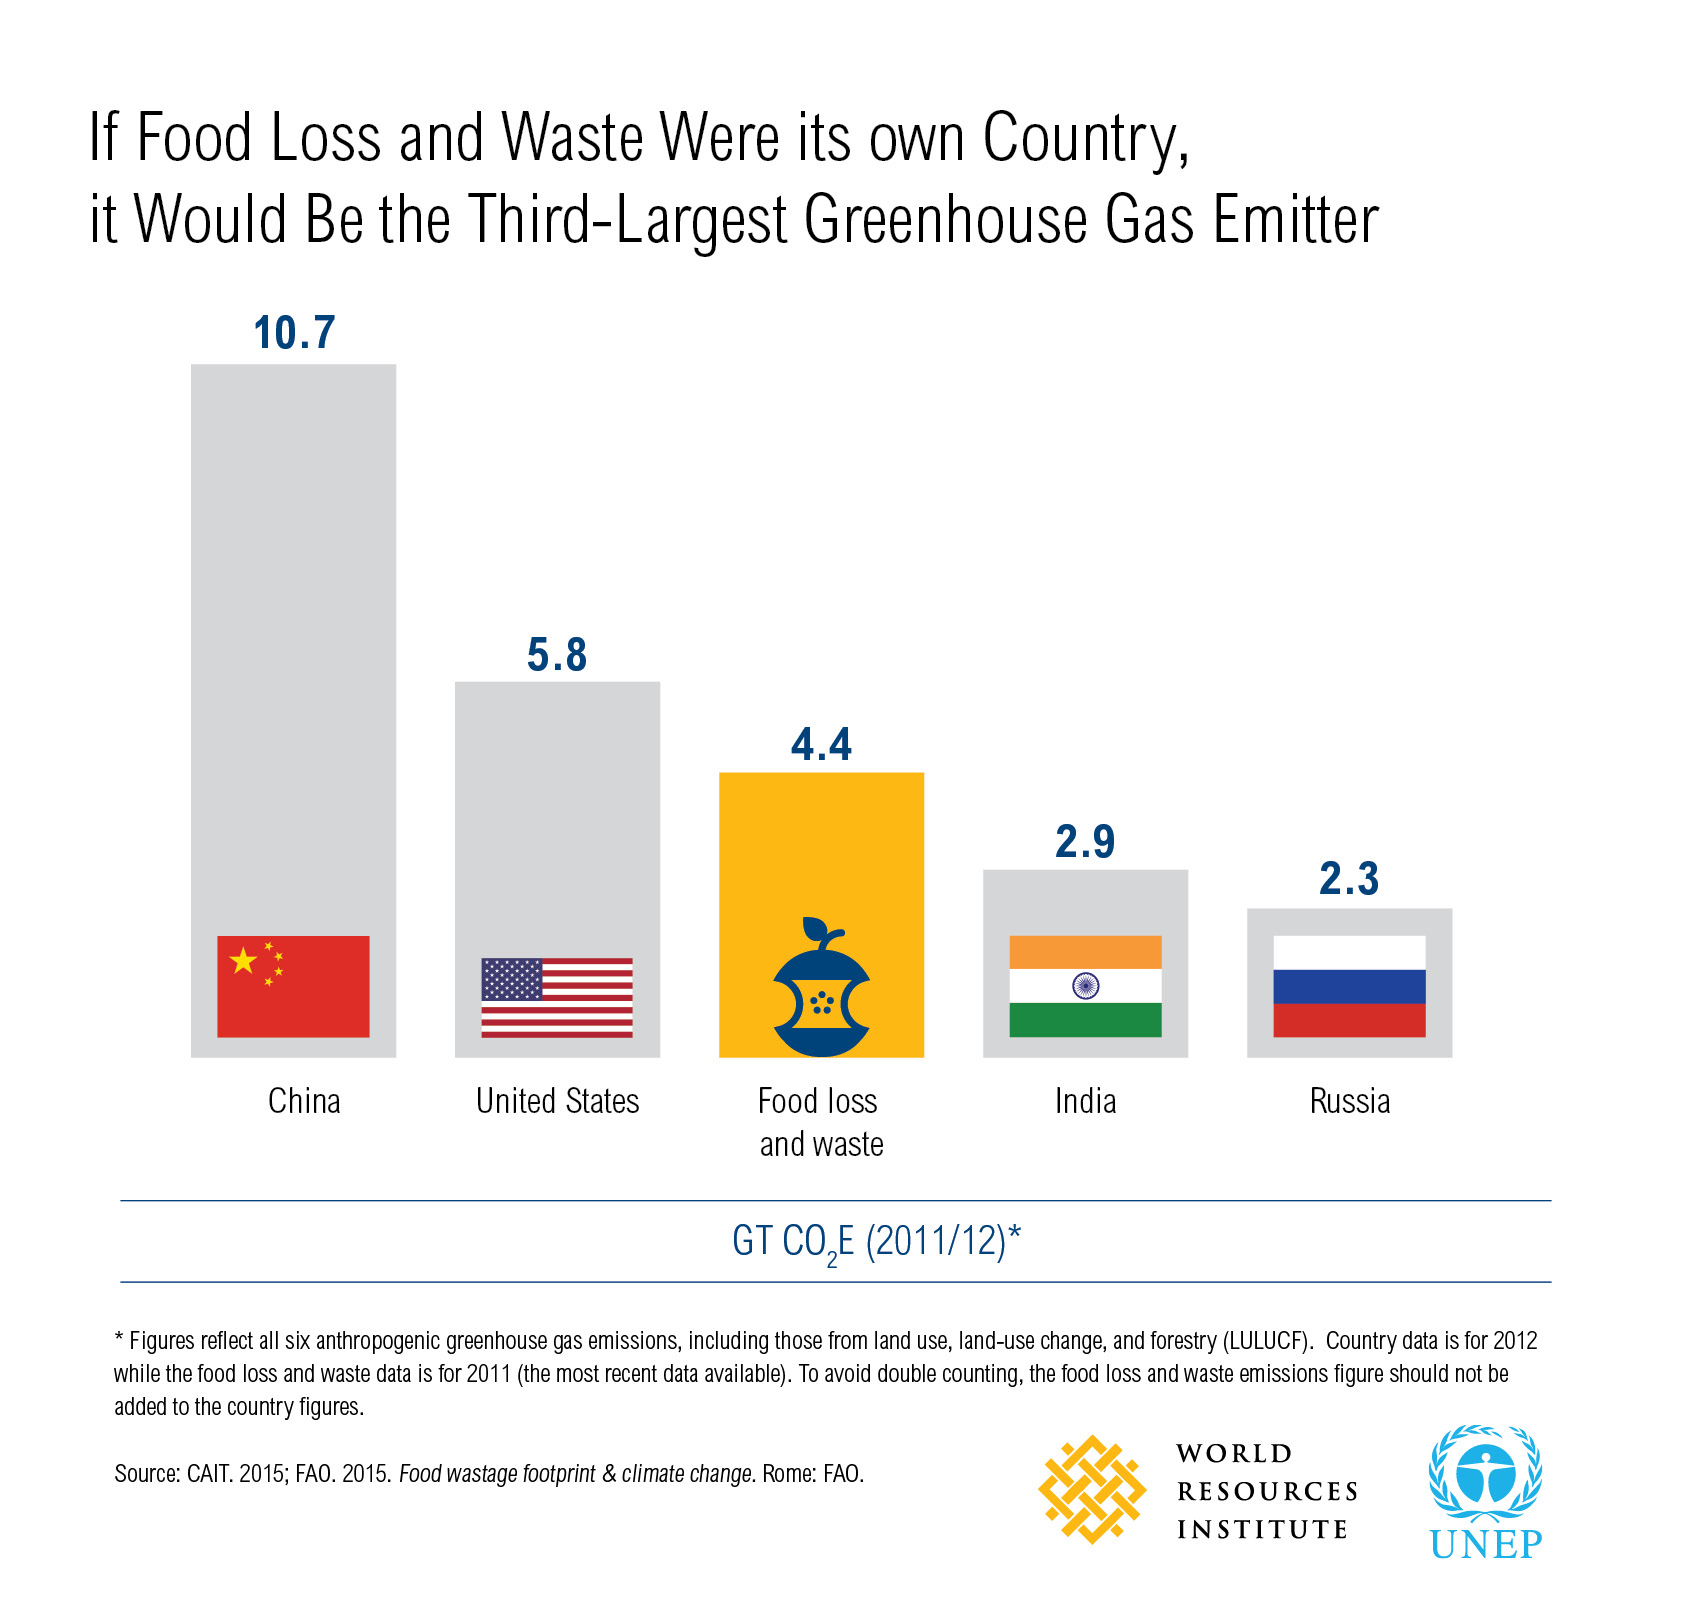 If Food Loss and Waste Were its own Country,
it Would Be the Third-Largest Greenhouse Gas Emitter
10.7
5.8
4.4
2.9
2.3
China
United States
Food loss
and waste
India
Russia
GT CO₂E (2011/12)*
* Figures reflect all six anthropogenic greenhouse gas emissions, including those from land use, land-use change, and forestry (LULUCF).  Country data is for 2012
while the food loss and waste data is for 2011 (the most recent data available). To avoid double counting, the food loss and waste emissions figure should not be
added to the country figures.
Source: CAIT. 2015; FAO. 2015. Food wastage footprint & climate change. Rome: FAO.
WORLD
RESOURCES
INSTITUTE
UNEP